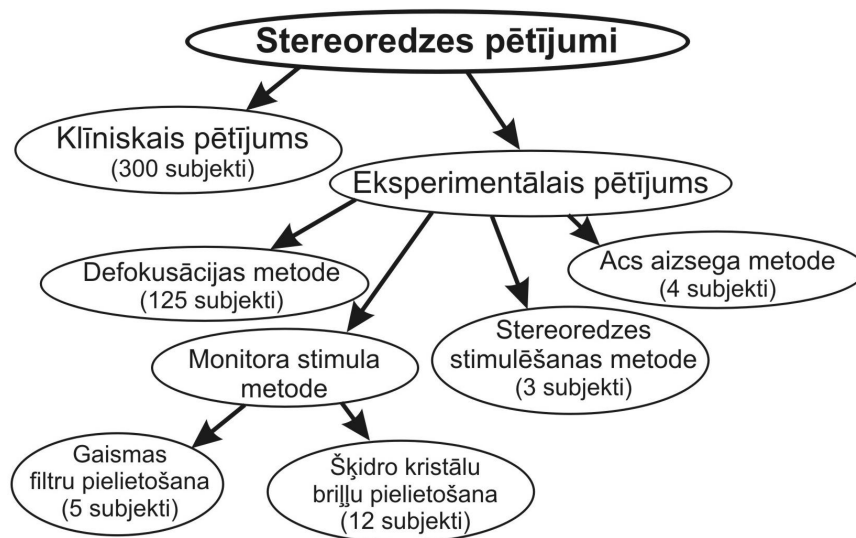 Stereoredzes pētījumi
Klīniskais pētījums
(300 subjekti)
Eksperimentālais pētījums
Defokusācijas metode
(125 subjekti)
Acs aizsega metode
(4 subjekti)
Monitora stimula
metode
Stereoredzes
stimulēšanas metode
(3 subjekti)
Gaismas
filtru pielietošana
(5 subjekti)
Šķidro kristālu
briļļu pielietošana
(12 subjekti)